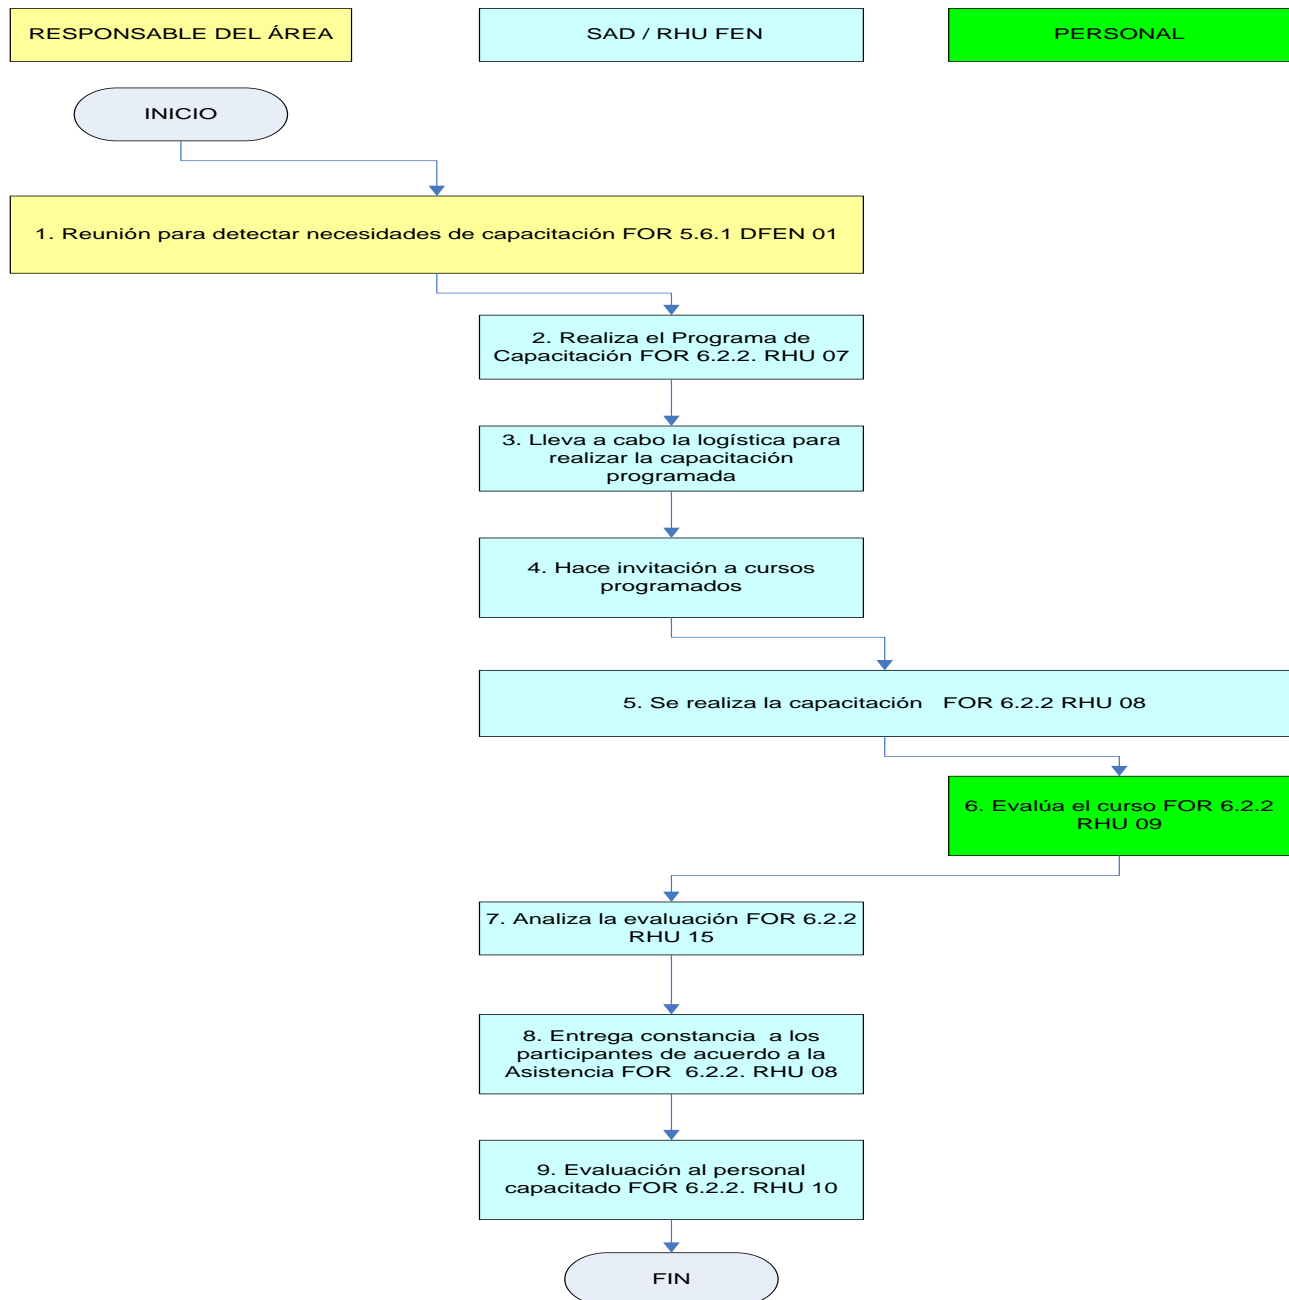 RESPONSABLE DEL ÁREA
SAD / RHU FEN
PERSONAL
INICIO
1. Reunión para detectar necesidades de capacitación FOR 5.6.1 DFEN 01
2. Realiza el Programa de
Capacitación FOR 6.2.2. RHU 07
3. Lleva a cabo la logística para
realizar la capacitación
programada
4. Hace invitación a cursos
programados
5. Se realiza la capacitación   FOR 6.2.2 RHU 08
6. Evalúa el curso FOR 6.2.2
RHU 09
7. Analiza la evaluación FOR 6.2.2
RHU 15
8. Entrega constancia  a los
participantes de acuerdo a la
Asistencia FOR  6.2.2. RHU 08
9. Evaluación al personal
capacitado FOR 6.2.2. RHU 10
FIN